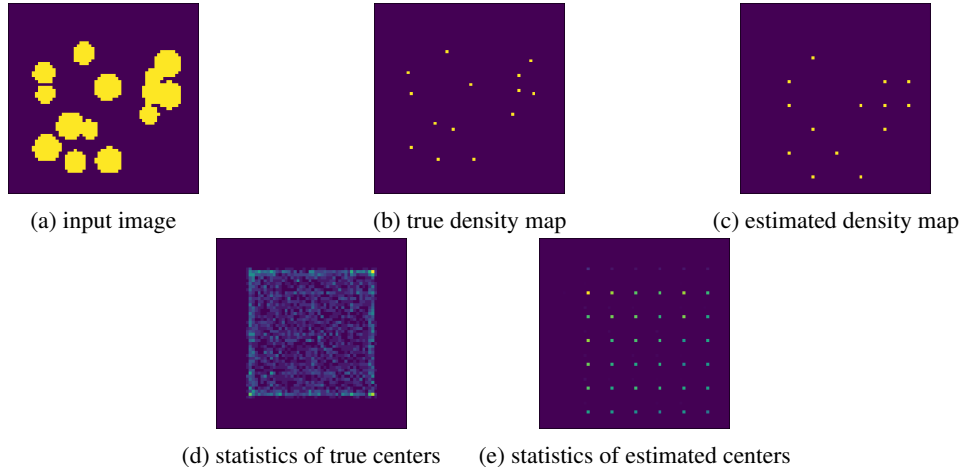 (a) input image
(b) true density map
(c) estimated density map
(d) statistics of true centers
(e) statistics of estimated centers